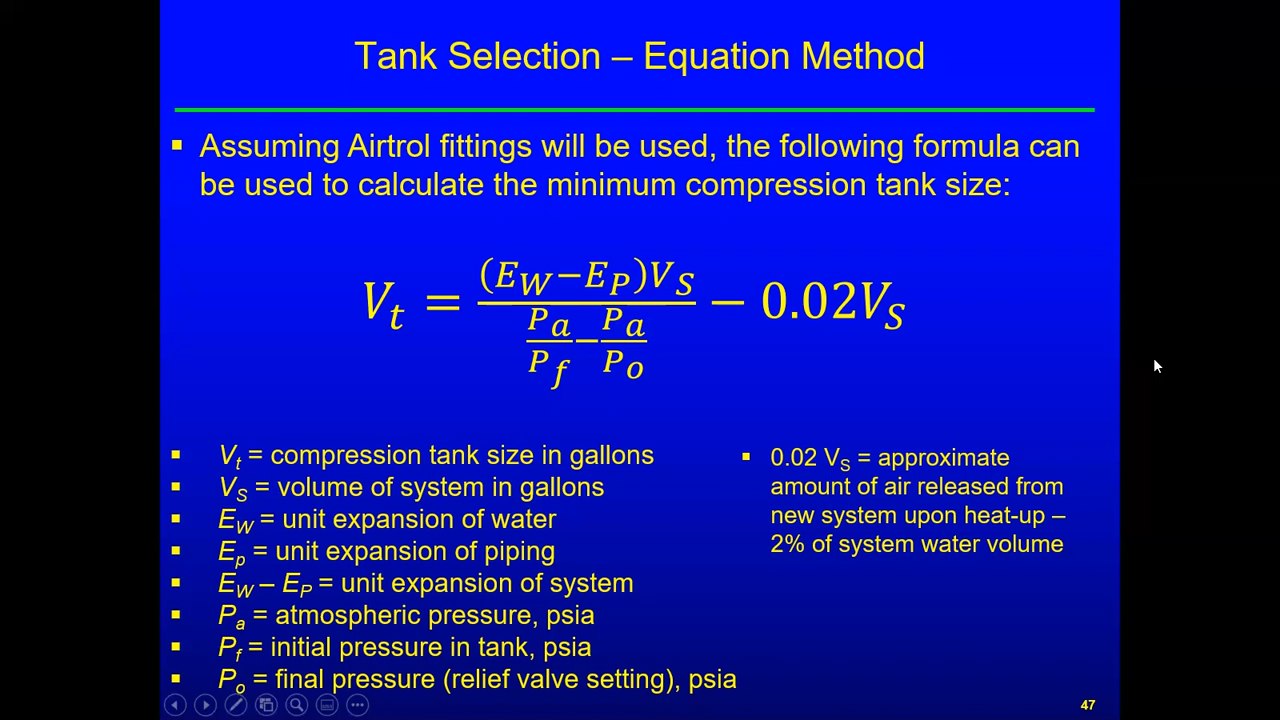 Tank Selection – Equation Method
▪ Assuming Airtrol fittings will be used, the following formula can
be used to calculate the minimum compression tank size:
V_t = ((E_W−E_P)V_S)/(P_a/P_f−P_a/P_o) − 0.02V_S
▪ V_t = compression tank size in gallons
▪ V_S = volume of system in gallons
▪ E_W = unit expansion of water
▪ E_p = unit expansion of piping
▪ E_W – E_P = unit expansion of system
▪ P_a = atmospheric pressure, psia
▪ P_f = initial pressure in tank, psia
▪ P_o = final pressure (relief valve setting), psia
▪ 0.02 V_S = approximate
amount of air released from
new system upon heat-up –
2% of system water volume
47